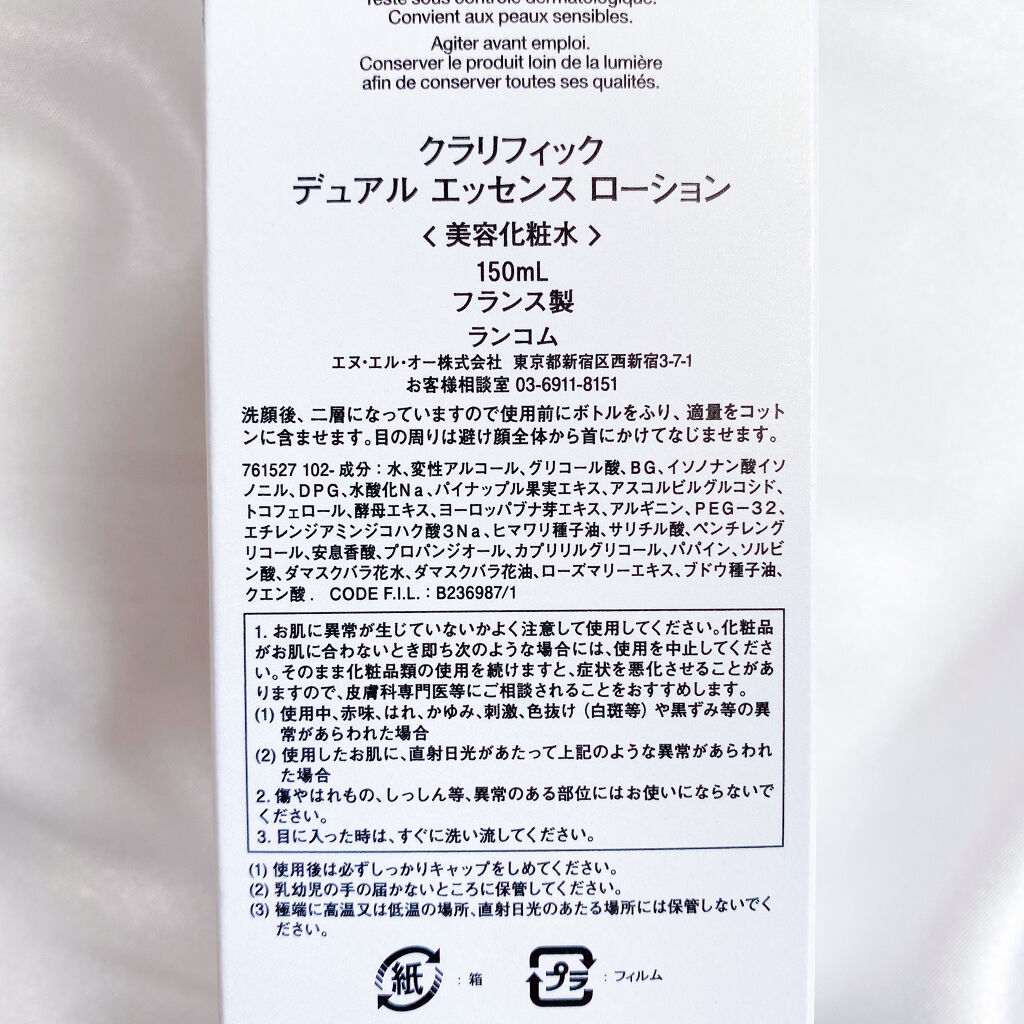 Testé sous contrôle dermatologique.
Convient aux peaux sensibles.
Agiter avant emploi.
Conserver le produit loin de la lumière
afin de conserver toutes ses qualités.
クラリフィック
デュアル エッセンス ローション
< 美容化粧水 >
150mL
フランス製
ランコム
エヌ・エル・オー株式会社 東京都新宿区西新宿3-7-1
お客様相談室 03-6911-8151
洗顔後、二層になっていますので使用前にボトルをふり、適量をコット
ンに含ませます。目の周りは避け顔全体から首にかけてなじませます。
761527 102- 成分：水、変性アルコール、グリコール酸、BG、イソノナン酸イソ
ノニル、DPG、水酸化Na、パイナップル果実エキス、アスコルビルグルコシド、
トコフェロール、酵母エキス、ヨーロッパブナ芽エキス、アルギニン、PEG－32、
エチレンジアミンジコハク酸3Na、ヒマワリ種子油、サリチル酸、ペンチレング
リコール、安息香酸、プロパンジオール、カプリリルグリコール、パパイン、ソルビ
ン酸、ダマスクバラ花水、ダマスクバラ花油、ローズマリーエキス、ブドウ種子油、
クエン酸 . CODE F.I.L. : B236987/1
1. お肌に異常が生じていないかよく注意して使用してください。化粧品
がお肌に合わないとき即ち次のような場合には、使用を中止してくださ
い。そのまま化粧品類の使用を続けますと、症状を悪化させることがあ
りますので、皮膚科専門医等にご相談されることをおすすめします。
(1) 使用中、赤味、はれ、かゆみ、刺激、色抜け（白斑等）や黒ずみ等の異
常があらわれた場合
(2) 使用したお肌に、直射日光があたって上記のような異常があらわれ
た場合
2. 傷やはれもの、しっしん等、異常のある部位にはお使いにならないで
ください。
3. 目に入った時は、すぐに洗い流してください。
(1) 使用後は必ずしっかりキャップをしめてください。
(2) 乳幼児の手の届かないところに保管してください。
(3) 極端に高温又は低温の場所、直射日光のあたる場所には保管しないでく
ださい。
紙 : 箱 プラ : フィルム